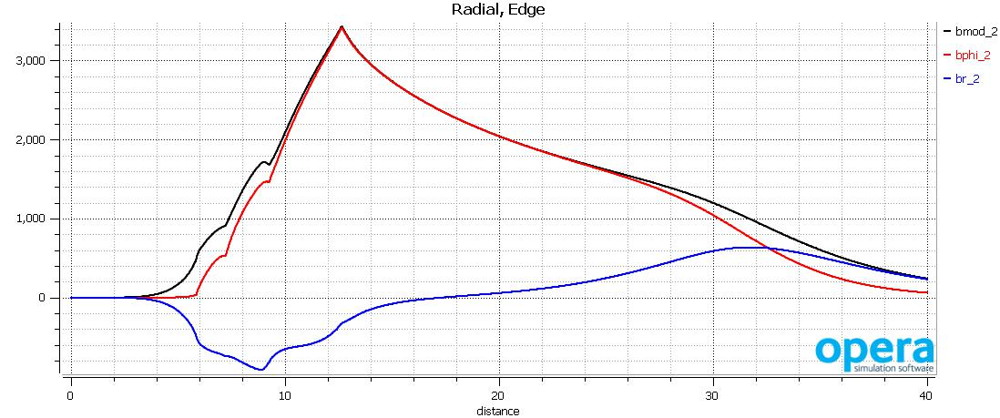 Radial, Edge
bmod_2
bphi_2
br_2
3,000
2,000
1,000
0
0 10 20 30 40
distance
opera
simulation software